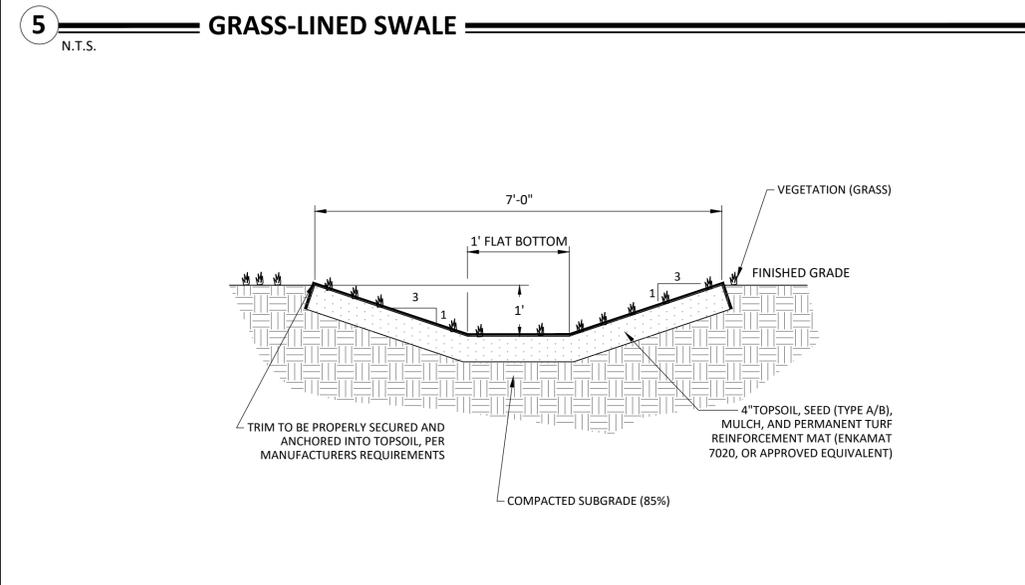 5
GRASS-LINED SWALE
N.T.S.
7'-0"
VEGETATION (GRASS)
1' FLAT BOTTOM
FINISHED GRADE
3
1
1'
3
1
4"TOPSOIL, SEED (TYPE A/B),
MULCH, AND PERMANENT TURF
REINFORCEMENT MAT (ENKAMAT
7020, OR APPROVED EQUIVALENT)
TRIM TO BE PROPERLY SECURED AND
ANCHORED INTO TOPSOIL, PER
MANUFACTURERS REQUIREMENTS
COMPACTED SUBGRADE (85%)